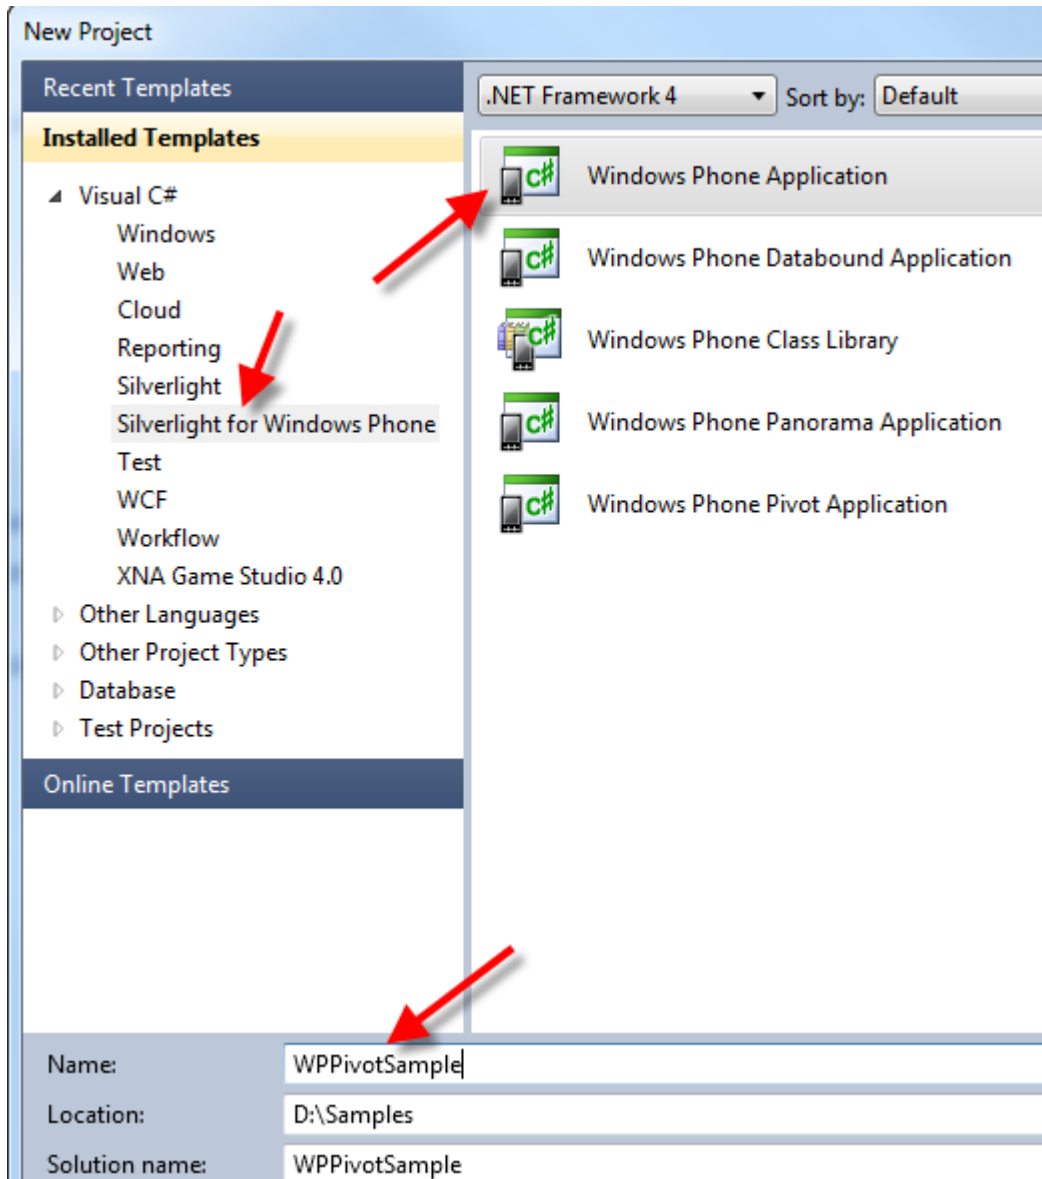 New Project
Recent Templates
Installed Templates
Visual C#
Windows
Web
Cloud
Reporting
Silverlight
Silverlight for Windows Phone
Test
WCF
Workflow
XNA Game Studio 4.0
Other Languages
Other Project Types
Database
Test Projects
Online Templates
.NET Framework 4 Sort by: Default
C# Windows Phone Application
C# Windows Phone Databound Application
C# Windows Phone Class Library
C# Windows Phone Panorama Application
C# Windows Phone Pivot Application
Name: WPPivotSample
Location: D:\Samples
Solution name: WPPivotSample